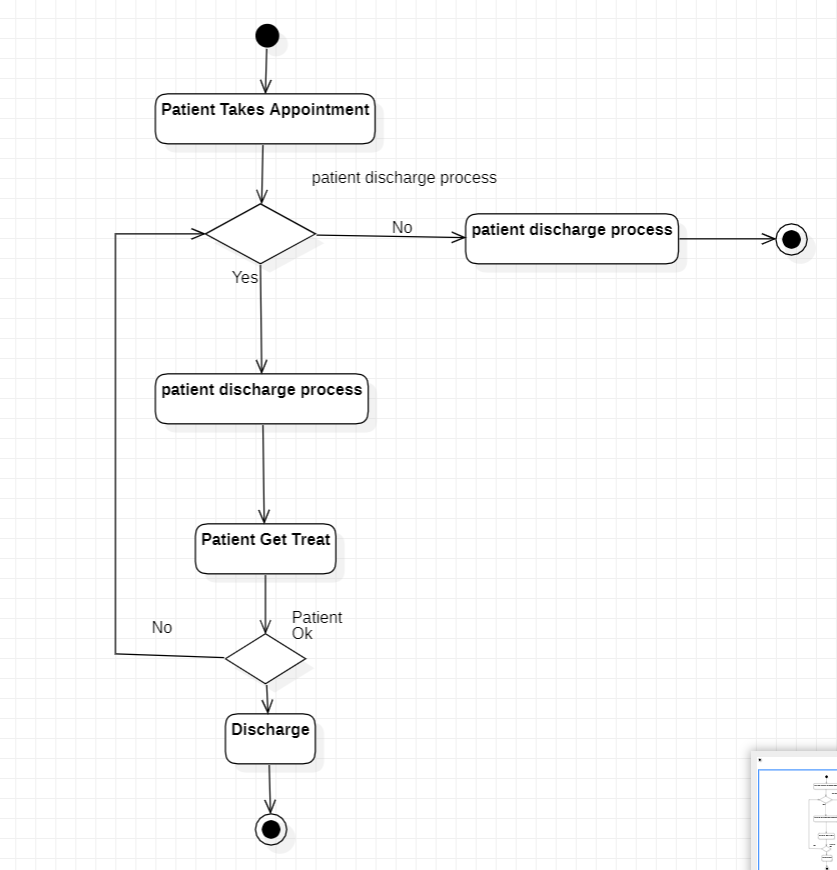 Patient Takes Appointment
patient discharge process
No
patient discharge process
Yes
patient discharge process
Patient Get Treat
Patient
Ok
No
Discharge